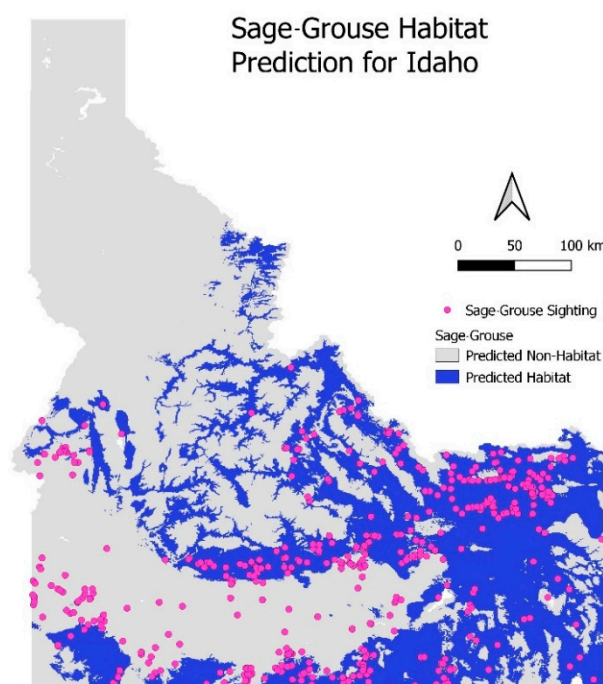 Sage-Grouse Habitat
Prediction for Idaho
0 50 100 km
Sage-Grouse Sighting
Sage-Grouse
Predicted Non-Habitat
Predicted Habitat